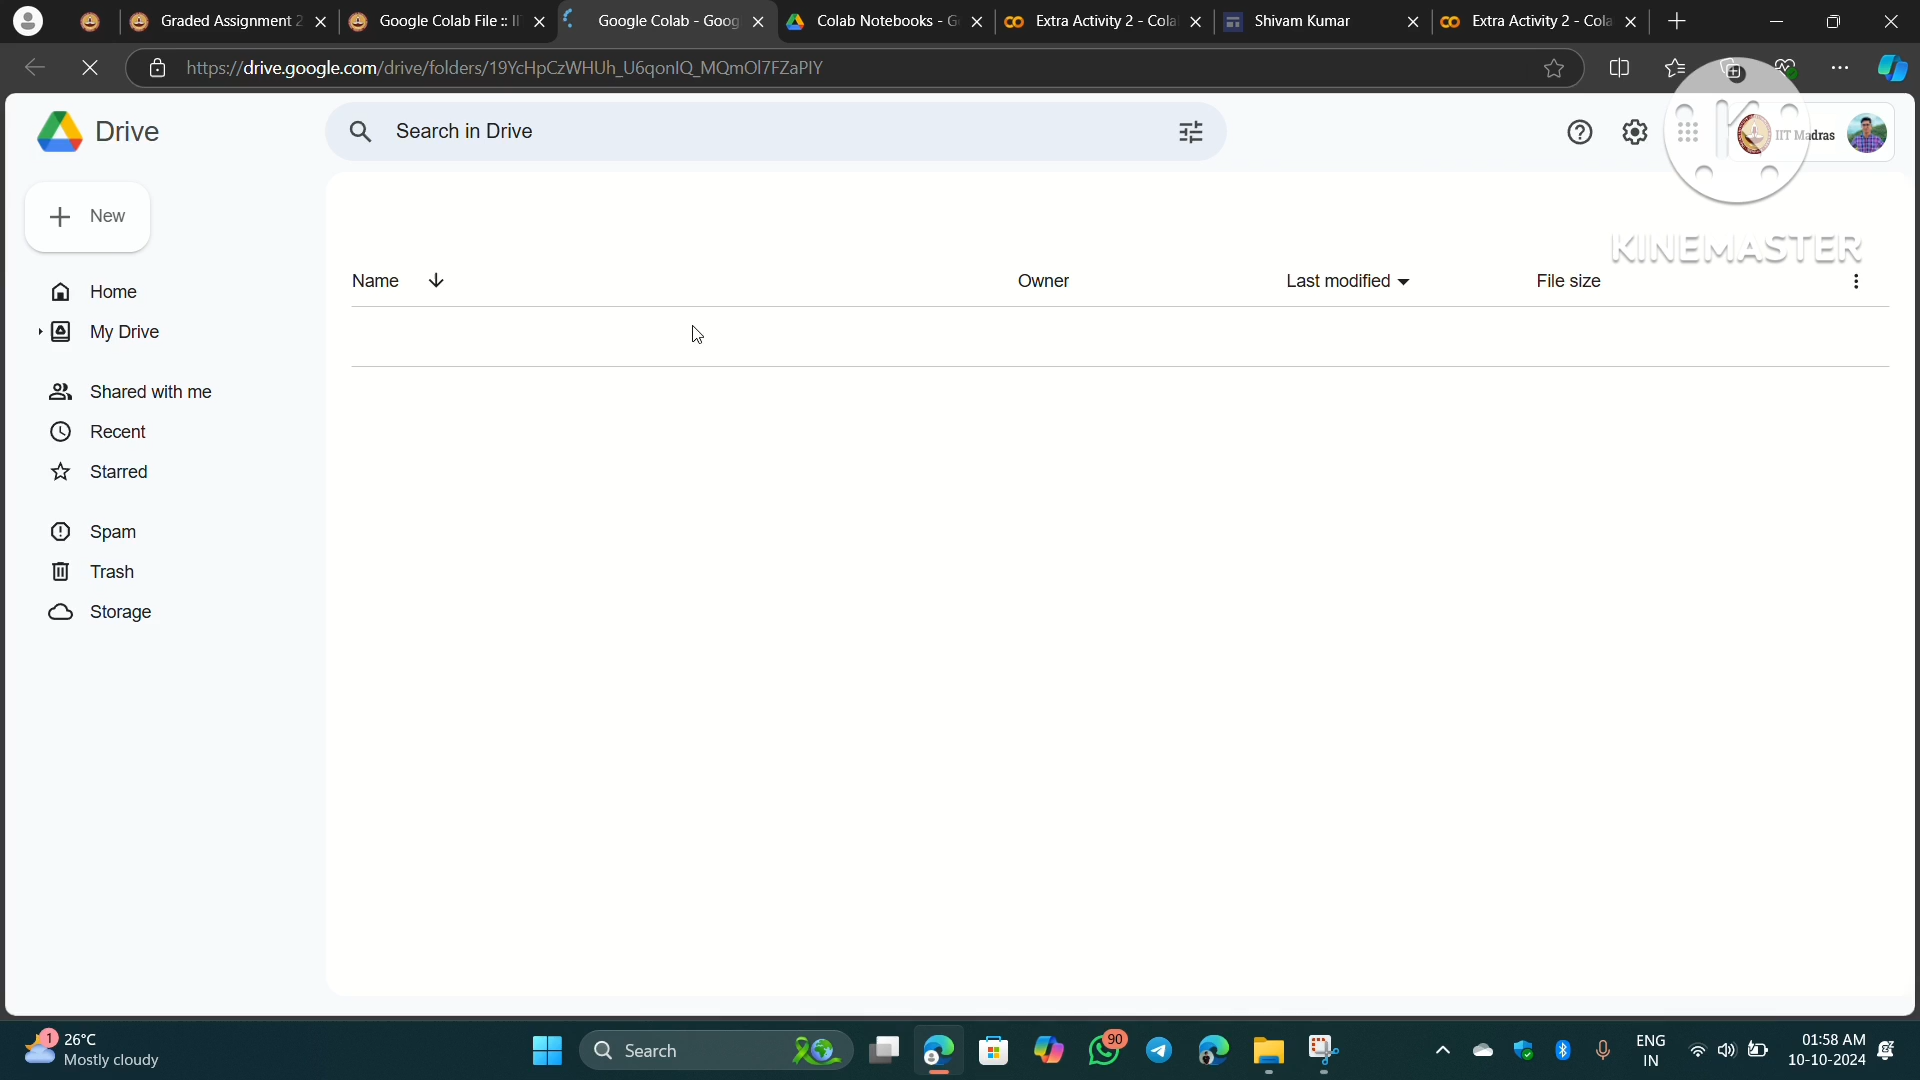 Graded Assignment 2
Google Colab File :: II
Google Colab - Goog
Colab Notebooks - G
Extra Activity 2 - Cola
Shivam Kumar
Extra Activity 2 - Cola
https://drive.google.com/drive/folders/19YcHpCzWHUh_U6qonIQ_MQmOl7FZaPlY
Drive
Search in Drive
IIT Madras
New
KINEMASTER
Name
Owner
Last modified
File size
Home
My Drive
Shared with me
Recent
Starred
Spam
Trash
Storage
1
26°C
Mostly cloudy
Search
90
ENG
IN
01:58 AM
10-10-2024